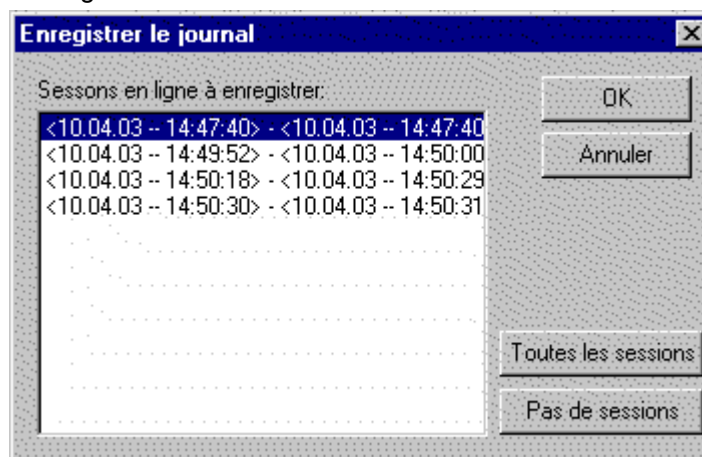 Enregistrer le journal
Sessons en ligne à enregistrer:
<10.04.03 -- 14:47:40> - <10.04.03 -- 14:47:40
<10.04.03 -- 14:49:52> - <10.04.03 -- 14:50:00
<10.04.03 -- 14:50:18> - <10.04.03 -- 14:50:29
<10.04.03 -- 14:50:30> - <10.04.03 -- 14:50:31
OK
Annuler
Toutes les sessions
Pas de sessions